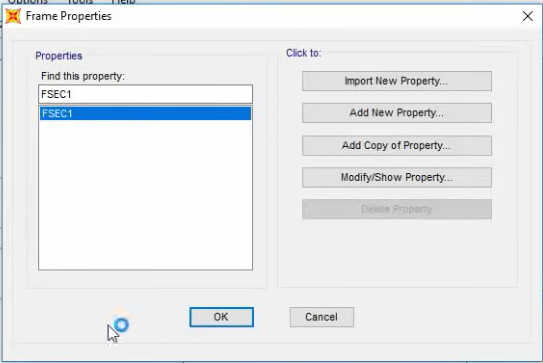 Options Tools Help
Frame Properties
Properties
Find this property:
FSEC1
FSEC1
Click to:
Import New Property...
Add New Property...
Add Copy of Property...
Modify/Show Property...
Delete Property
OK
Cancel